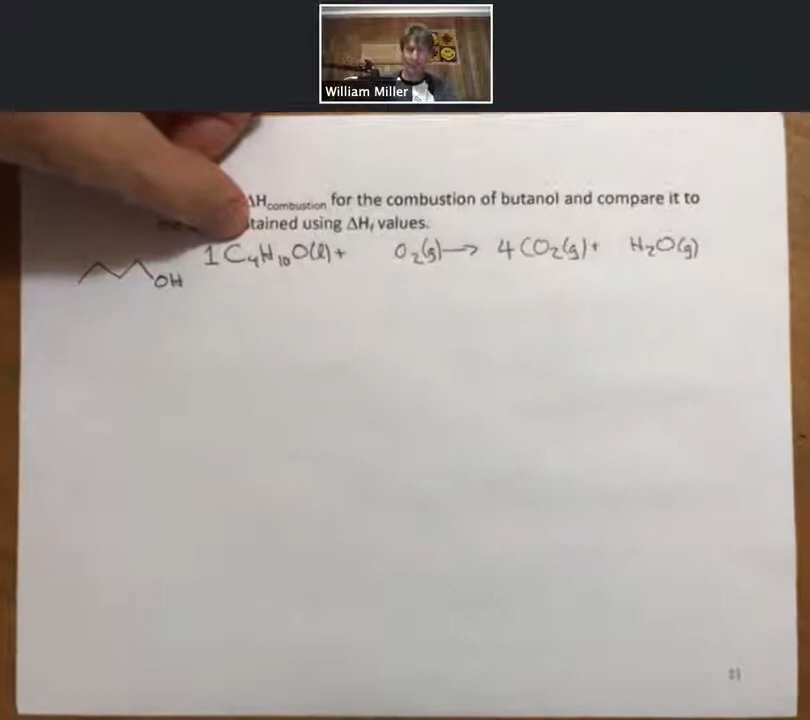 William Miller
ΔHcombustion for the combustion of butanol and compare it to
tained using ΔHf values.
1 C₄H₁₀O(l) + O₂(g) → 4 CO₂(g) + H₂O(g)
OH